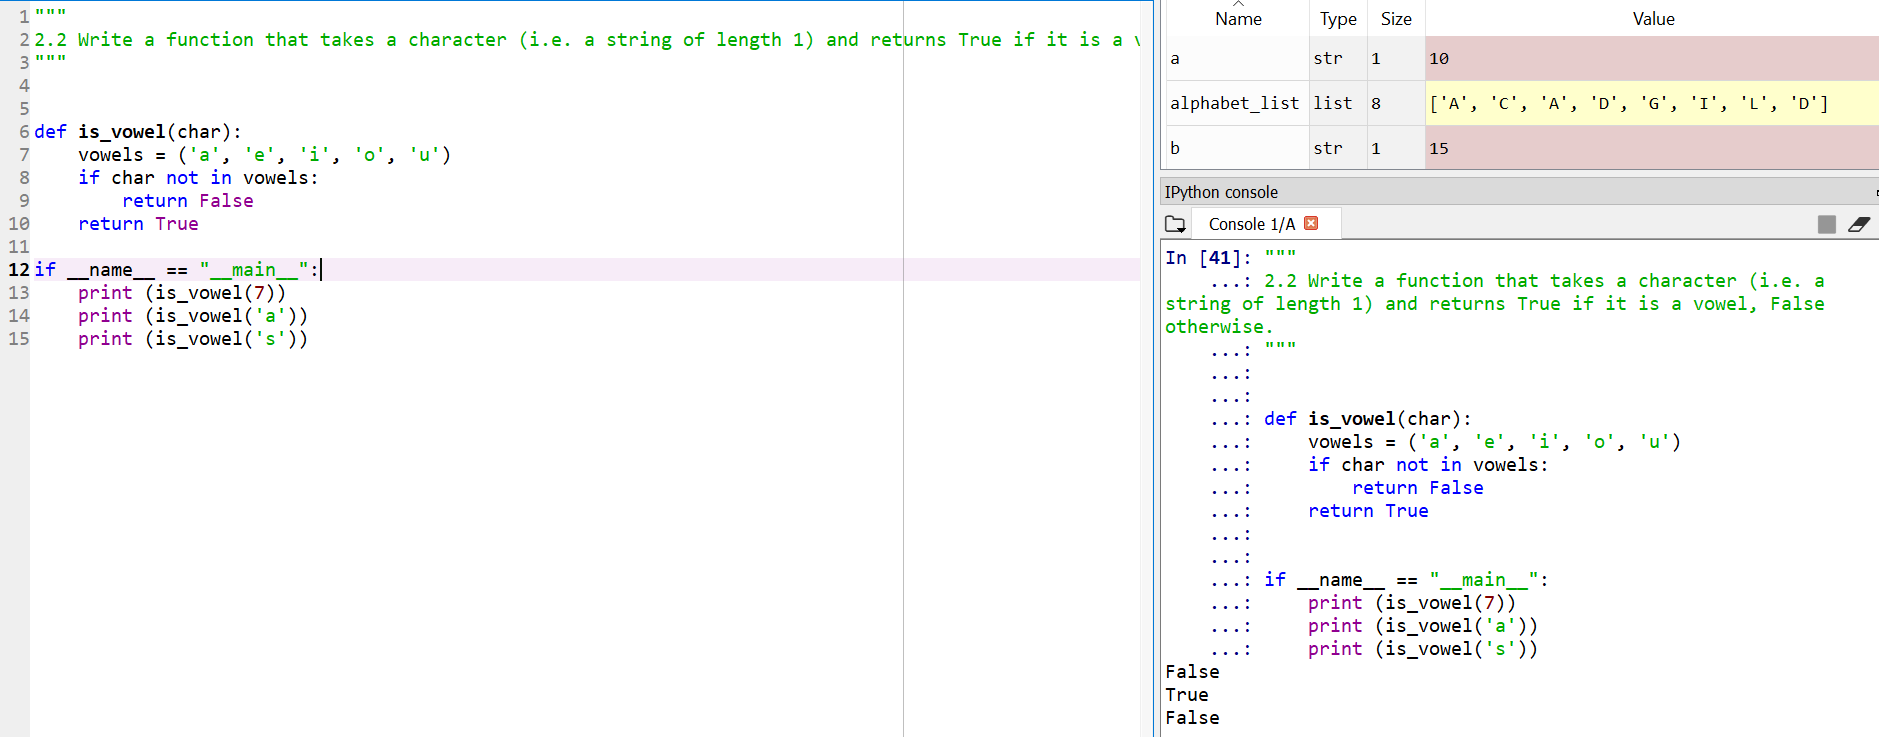 1 """
2 2.2 Write a function that takes a character (i.e. a string of length 1) and returns True if it is a
3 """
4
5
6 def is_vowel(char):
7     vowels = ('a', 'e', 'i', 'o', 'u')
8     if char not in vowels:
9         return False
10     return True
11
12 if __name__ == "__main__":
13     print (is_vowel(7))
14     print (is_vowel('a'))
15     print (is_vowel('s'))
Name Type Size Value
a str 1 10
alphabet_list list 8 ['A', 'C', 'A', 'D', 'G', 'I', 'L', 'D']
b str 1 15
IPython console
Console 1/A
In [41]: """
    ...: 2.2 Write a function that takes a character (i.e. a
string of length 1) and returns True if it is a vowel, False
otherwise.
    ...: """
    ...:
    ...:
    ...: def is_vowel(char):
    ...:     vowels = ('a', 'e', 'i', 'o', 'u')
    ...:     if char not in vowels:
    ...:         return False
    ...:     return True
    ...:
    ...:
    ...: if __name__ == "__main__":
    ...:     print (is_vowel(7))
    ...:     print (is_vowel('a'))
    ...:     print (is_vowel('s'))
False
True
False